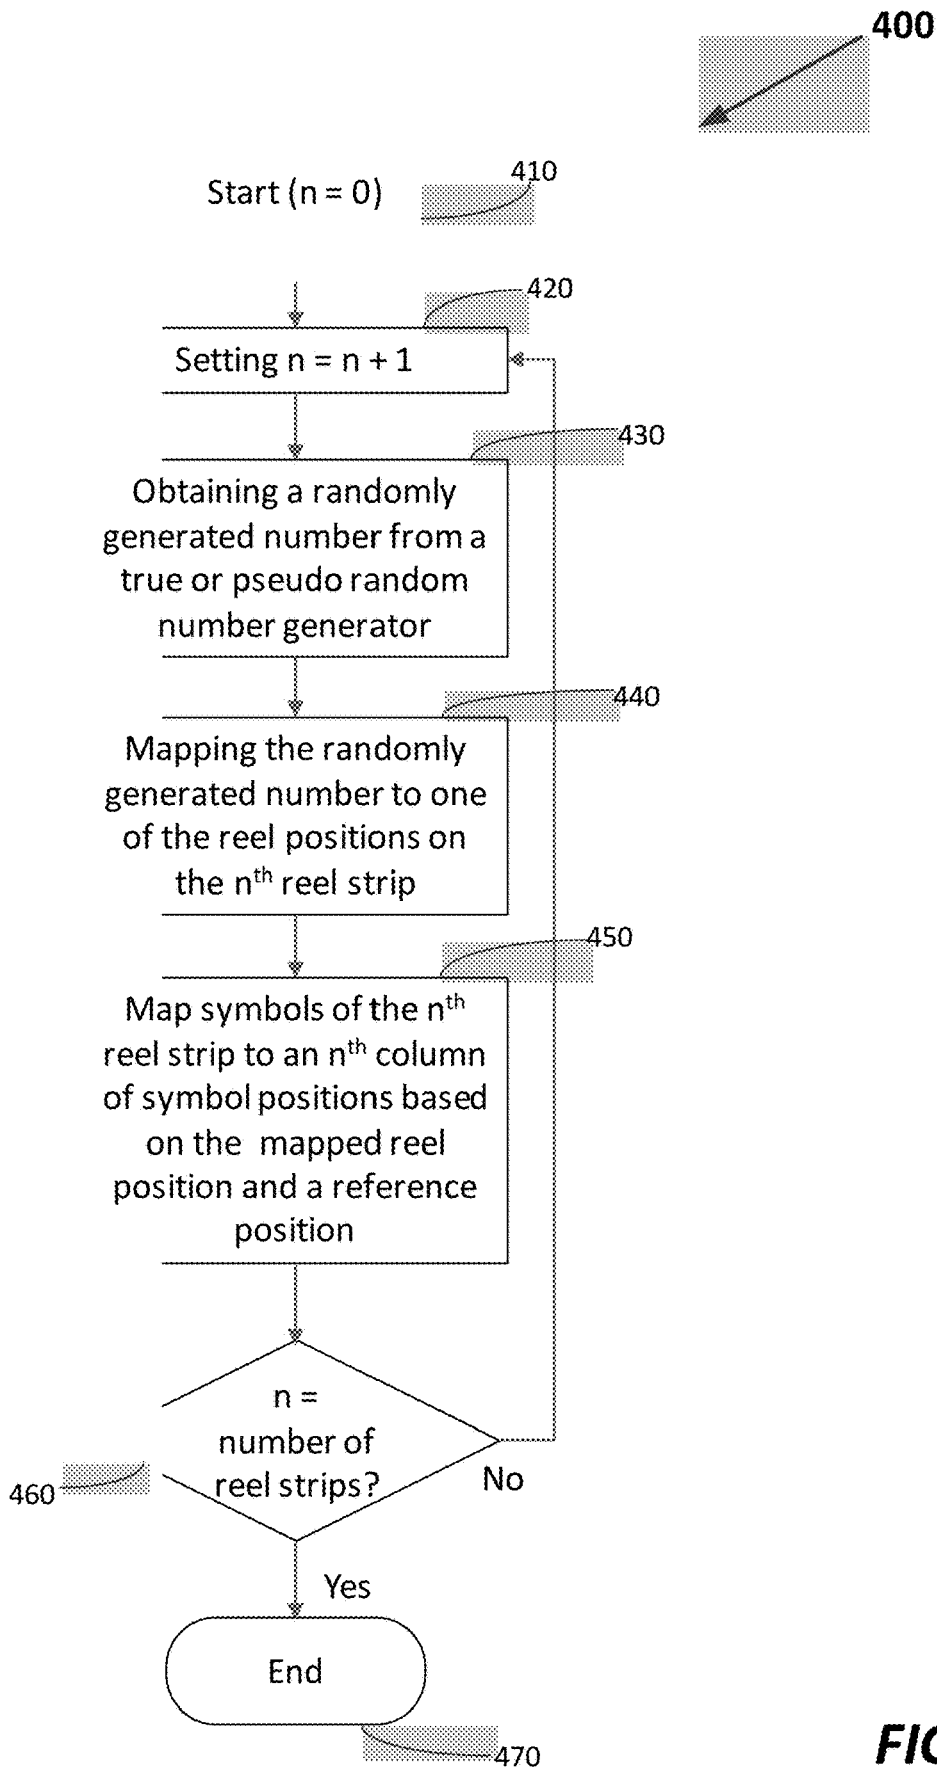 400
410
Start (n = 0)
420
Setting n = n + 1
430
Obtaining a randomly
generated number from a
true or pseudo random
number generator
440
Mapping the randomly
generated number to one
of the reel positions on
the nth reel strip
450
Map symbols of the nth
reel strip to an nth column
of symbol positions based
on the mapped reel
position and a reference
position
n =
number of
reel strips?
No
460
Yes
End
470
FIG